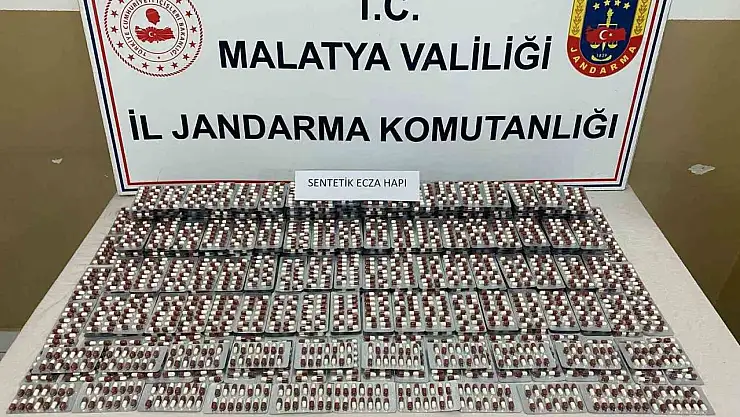 T.C.
MALATYA VALİLİĞİ
İL JANDARMA KOMUTANLIĞI
JANDARMA
SENTETİK ECZA HAPI